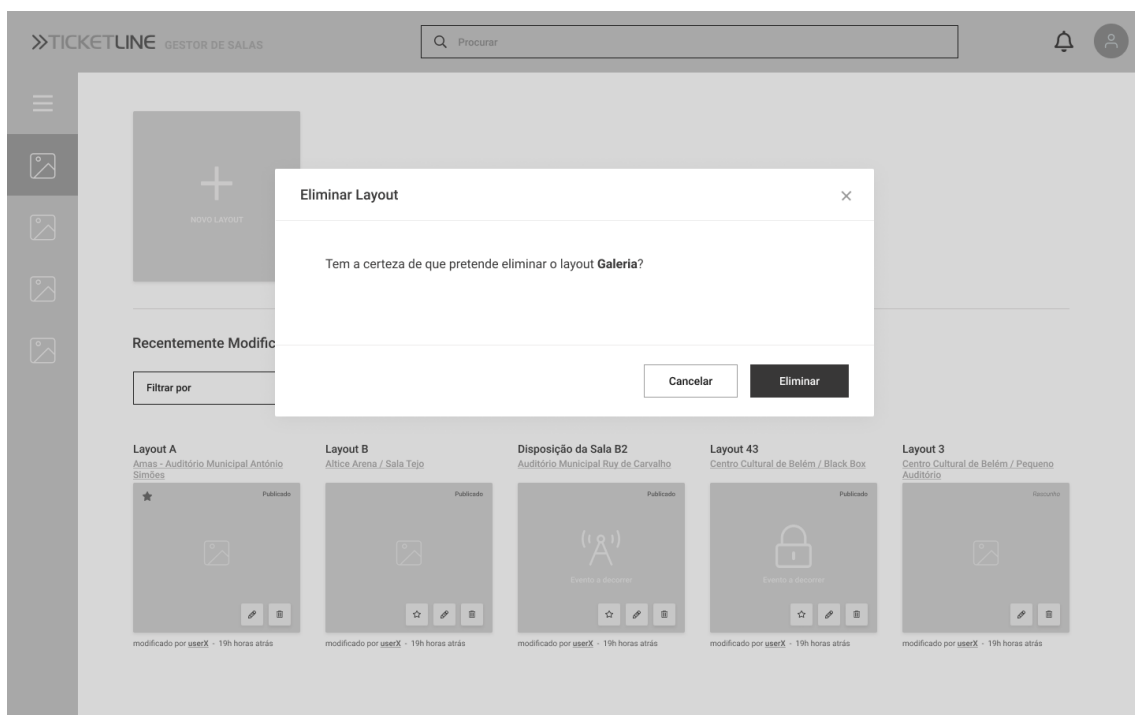 TICKETLINE GESTOR DE SALAS
Procurar
NOVO LAYOUT
Eliminar Layout
Tem a certeza de que pretende eliminar o layout Galeria?
Cancelar
Eliminar
Recentemente Modific
Filtrar por
Layout A
Amas - Auditório Municipal António
Simões
Publicado
modificado por userX - 19h horas atrás
Layout B
Altice Arena / Sala Tejo
Publicado
modificado por userX - 19h horas atrás
Disposição da Sala B2
Auditório Municipal Ruy de Carvalho
Publicado
Evento a decorrer
modificado por userX - 19h horas atrás
Layout 43
Centro Cultural de Belém / Black Box
Publicado
Evento a decorrer
modificado por userX - 19h horas atrás
Layout 3
Centro Cultural de Belém / Pequeno
Auditório
Rascunho
modificado por userX - 19h horas atrás